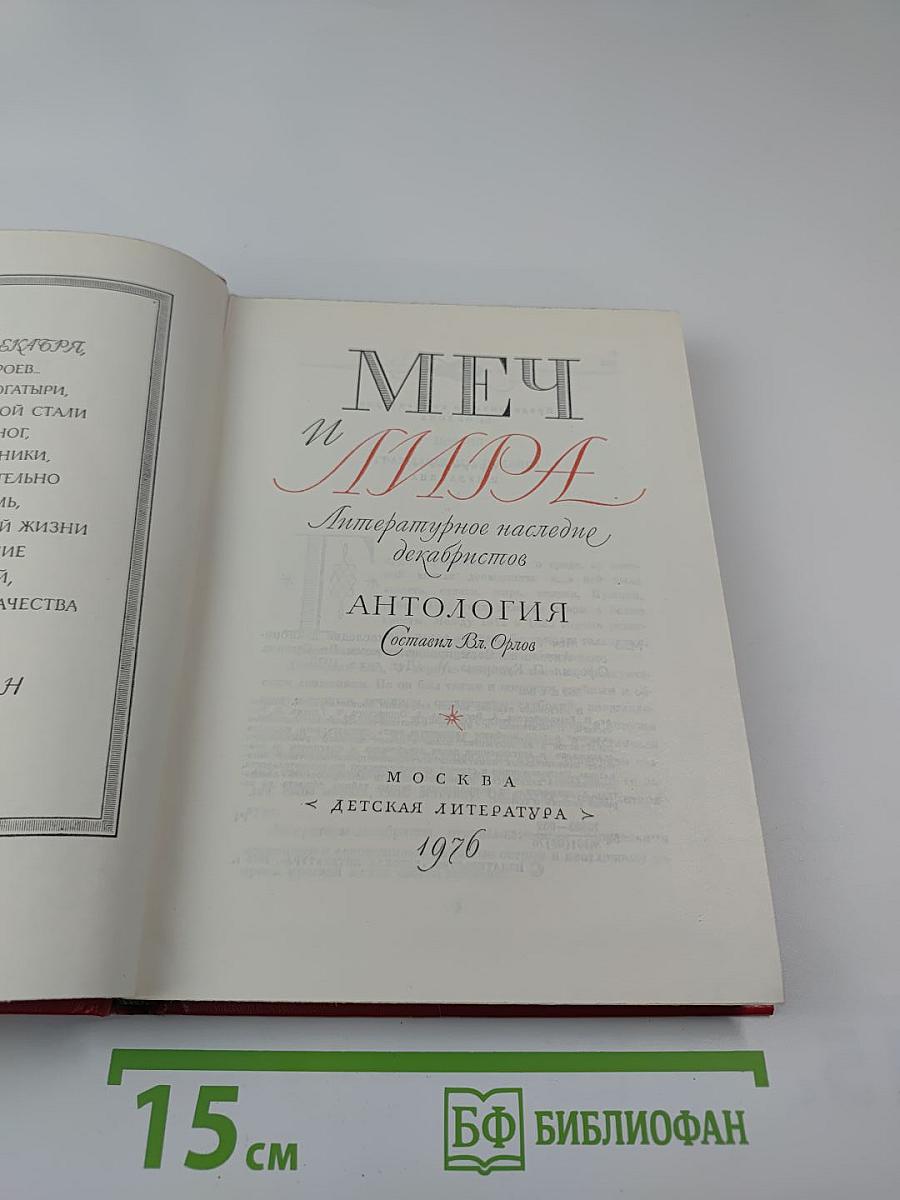 ЕКАБРЯ,
РОЕВ...
ОГАТЫРИ,
ОЙ СТАЛИ
НОГ,
НИКИ,
ТЕЛЬНО
МЬ,
Й ЖИЗНИ
НИЕ
Й,
АЧЕСТВА
Н
МЕЧ
и
ЛИРА
Литературное наследие
декабристов
АНТОЛОГИЯ
Составил Вл. Орлов
МОСКВА
ДЕТСКАЯ ЛИТЕРАТУРА
1976
15 см
БФ БИБЛИОФАН